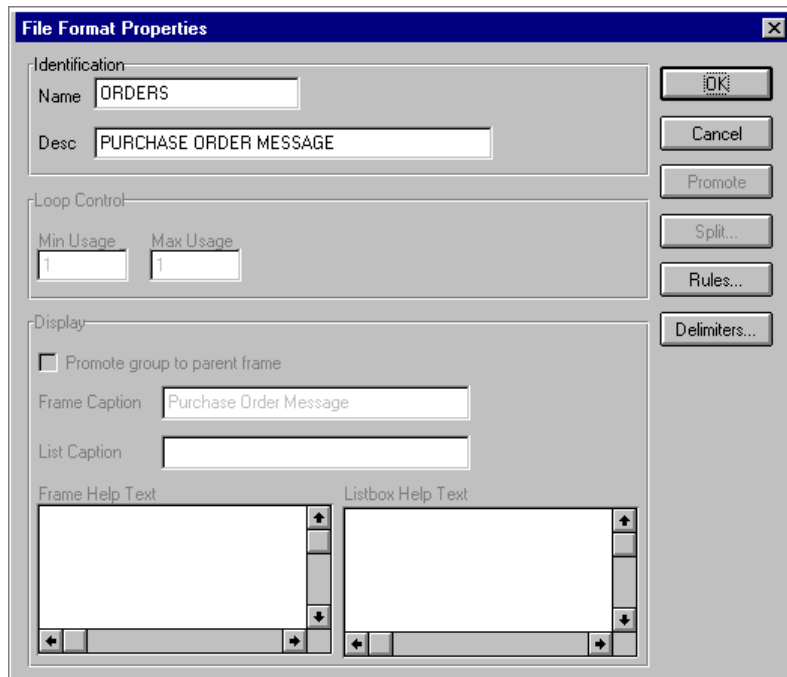 File Format Properties
Identification
Name ORDERS
Desc PURCHASE ORDER MESSAGE
OK
Cancel
Promote
Split...
Rules...
Delimiters...
Loop Control
Min Usage Max Usage
1 1
Display
Promote group to parent frame
Frame Caption Purchase Order Message
List Caption
Frame Help Text Listbox Help Text